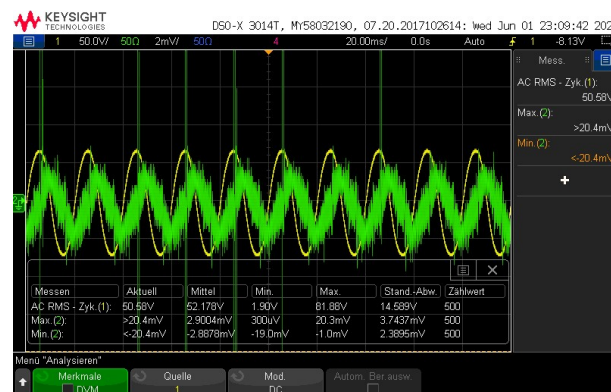 KEYSIGHT
TECHNOLOGIES
DSO-X 3014T, MY58032190, 07.20.2017102614: Wed Jun 01 23:09:42 202
1 50.0V/ 50Ω 2mV/ 50Ω 4 20.00ms/ 0.0s Auto 1 -8.13V
Mess.
AC RMS - Zyk.(1):
50.58V
Max.(2):
>20.4mV
Min.(2):
<-20.4mV
2
Messen Aktuell Mittel Min. Max. Stand.-Abw. Zählwert
AC RMS - Zyk.(1): 50.58V 52.178V 1.90V 81.88V 14.589V 500
Max.(2): >20.4mV 2.9004mV 300uV 20.3mV 3.7437mV 500
Min.(2): <-20.4mV -2.8878mV -19.0mV -1.0mV 2.3895mV 500
Menü "Analysieren"
Merkmale Quelle Mod. Autom. Ber.ausw.
DVM 1 DC